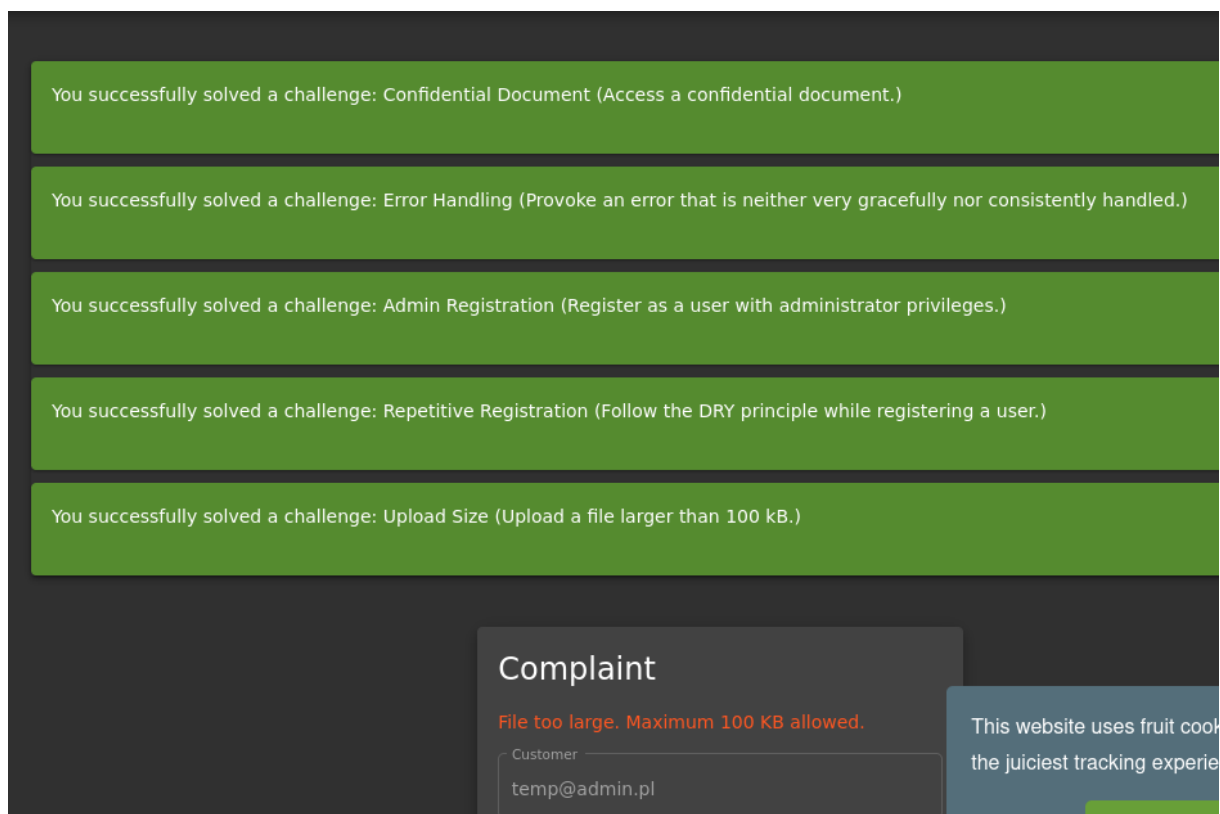 You successfully solved a challenge: Confidential Document (Access a confidential document.)
You successfully solved a challenge: Error Handling (Provoke an error that is neither very gracefully nor consistently handled.)
You successfully solved a challenge: Admin Registration (Register as a user with administrator privileges.)
You successfully solved a challenge: Repetitive Registration (Follow the DRY principle while registering a user.)
You successfully solved a challenge: Upload Size (Upload a file larger than 100 kB.)
Complaint
File too large. Maximum 100 KB allowed.
Customer
temp@admin.pl
This website uses fruit cook
the juiciest tracking experie